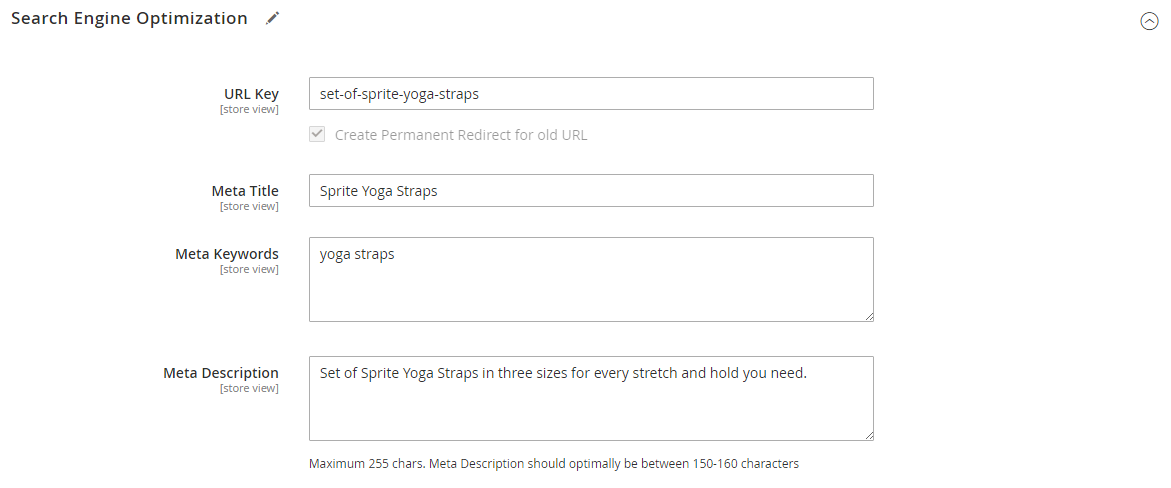 Search Engine Optimization
URL Key
[store view]
set-of-sprite-yoga-straps
Create Permanent Redirect for old URL
Meta Title
[store view]
Sprite Yoga Straps
Meta Keywords
[store view]
yoga straps
Meta Description
[store view]
Set of Sprite Yoga Straps in three sizes for every stretch and hold you need.
Maximum 255 chars. Meta Description should optimally be between 150-160 characters